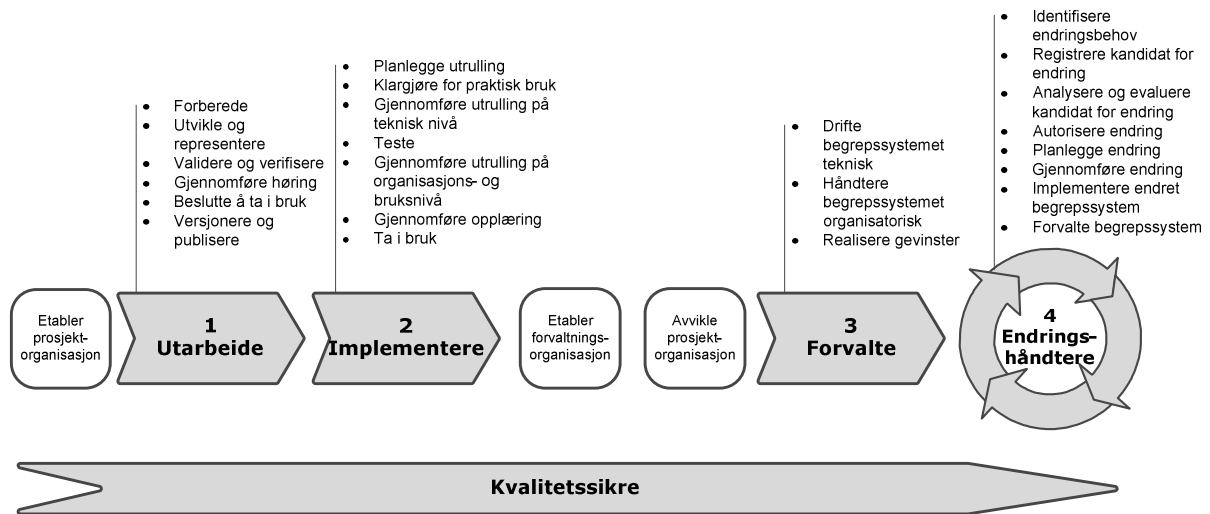 • Forberede
• Utvikle og
representere
• Validere og verifisere
• Gjennomføre høring
• Beslutte å ta i bruk
• Versjonere og
publisere
• Planlegge utrulling
• Klargjøre for praktisk bruk
• Gjennomføre utrulling på
teknisk nivå
• Teste
• Gjennomføre utrulling på
organisasjons- og
bruksnivå
• Gjennomføre opplæring
• Ta i bruk
• Drifte
begrepssystemet
teknisk
• Håndtere
begrepssystemet
organisatorisk
• Realisere gevinster
• Identifisere
endringsbehov
• Registrere kandidat for
endring
• Analysere og evaluere
kandidat for endring
• Autorisere endring
• Planlegge endring
• Gjennomføre endring
• Implementere endret
begrepssystem
• Forvalte begrepssystem
Etabler
prosjekt-
organisasjon
1
Utarbeide
2
Implementere
Etabler
forvaltnings-
organisasjon
Avvikle
prosjekt-
organisasjon
3
Forvalte
4
Endrings-
håndtere
Kvalitetssikre